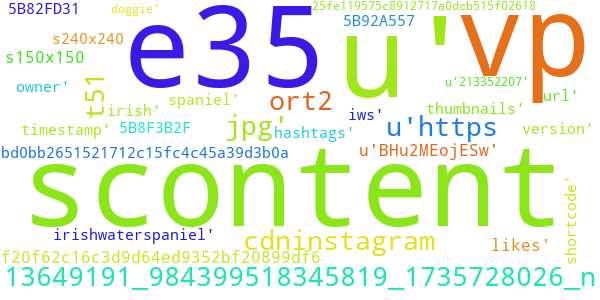 5B82FD31
doggie'
25fe119575c8912717a0dcb515f02618
e35
u'
vp
5B92A557
s240x240
s150x150
u'213352207'
owner'
t51
spaniel'
ort2
url'
irish'
iws'
thumbnails'
timestamp'
5B8F3B2F
jpg'
hashtags'
u'https
version'
bd0bb2651521712c15fc4c45a39d3b0a
u'BHu2MEojESw'
scontent
shortcode'
irishwaterspaniel'
cdninstagram
likes'
f20f62c16c3d9d64ed9352bf20899df6
13649191_984399518345819_1735728026_n